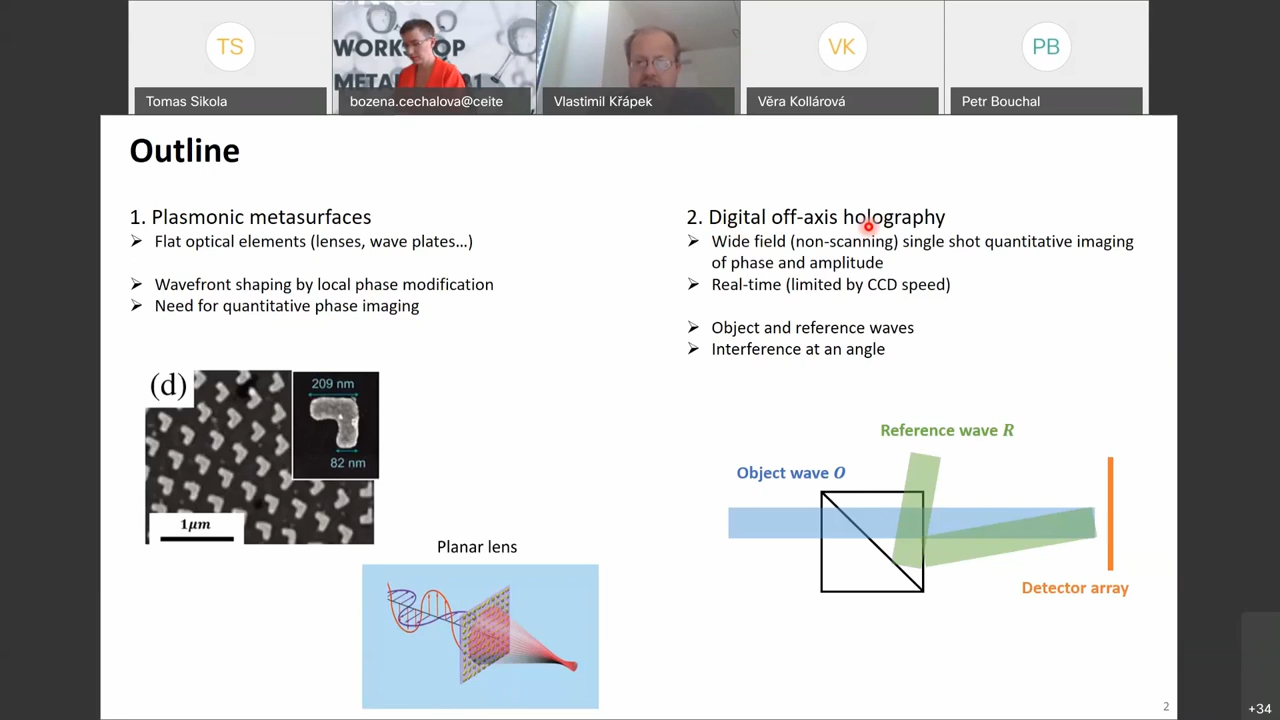 TS
WORKSHOP
VK
PB
Tomas Sikola
bozena.cechalova@ceite
Vlastimil Křápek
Věra Kollárová
Petr Bouchal
Outline
1. Plasmonic metasurfaces
➢ Flat optical elements (lenses, wave plates…)
➢ Wavefront shaping by local phase modification
➢ Need for quantitative phase imaging
(d)
209 nm
82 nm
1μm
Planar lens
2. Digital off-axis holography
➢ Wide field (non-scanning) single shot quantitative imaging
of phase and amplitude
➢ Real-time (limited by CCD speed)
➢ Object and reference waves
➢ Interference at an angle
Reference wave R
Object wave O
Detector array
2
+34